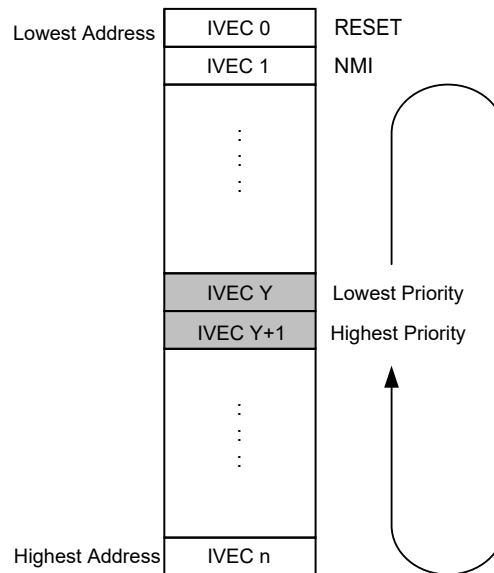 Lowest Address IVEC 0 RESET
IVEC 1 NMI
IVEC Y Lowest Priority
IVEC Y+1 Highest Priority
Highest Address IVEC n